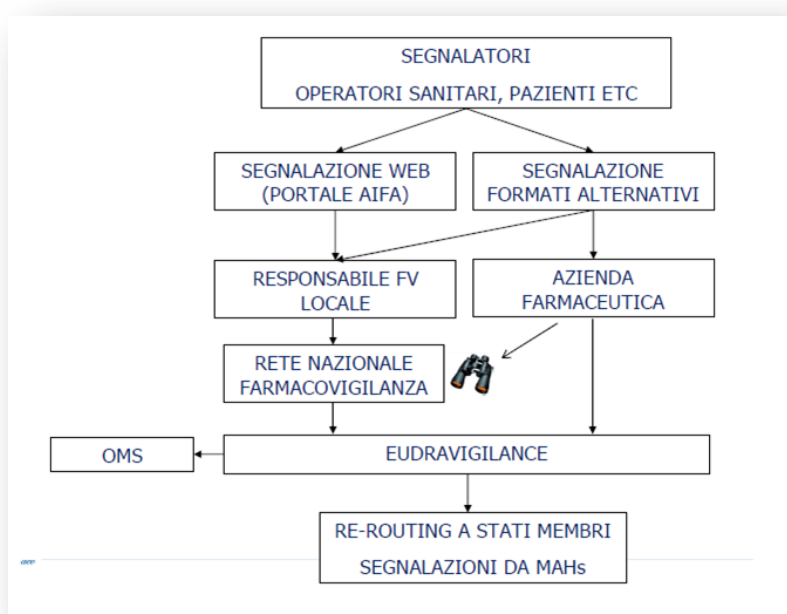 SEGNALATORI
OPERATORI SANITARI, PAZIENTI ETC
SEGNALAZIONE WEB
(PORTALE AIFA)
SEGNALAZIONE
FORMATI ALTERNATIVI
RESPONSABILE FV
LOCALE
AZIENDA
FARMACEUTICA
RETE NAZIONALE
FARMACOVIGILANZA
OMS
EUDRAVIGILANCE
RE-ROUTING A STATI MEMBRI
SEGNALAZIONI DA MAHs